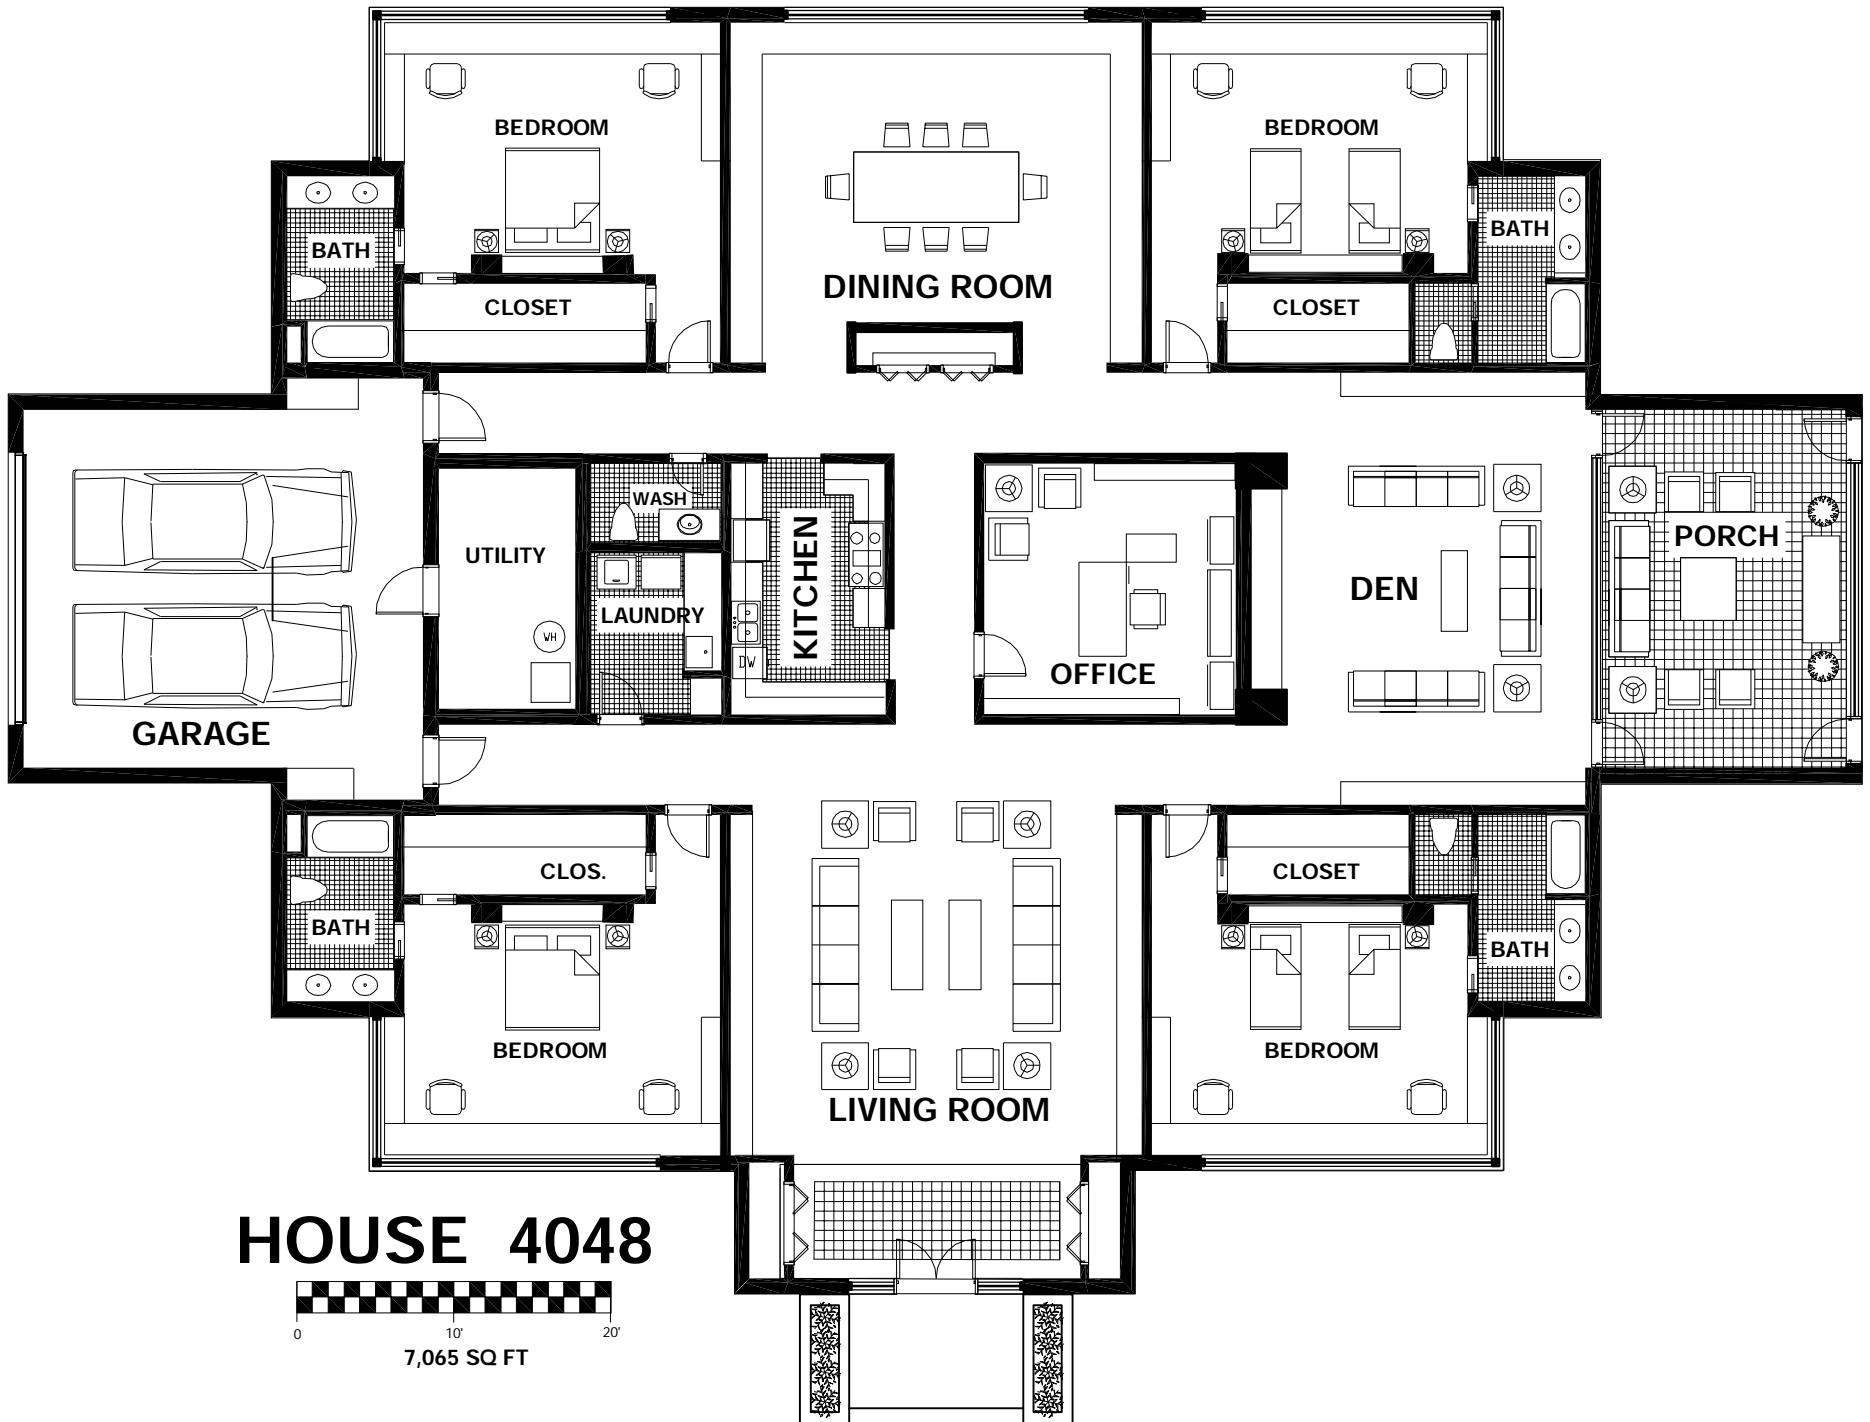 BEDROOM
BEDROOM
BATH
BATH
DINING ROOM
CLOSET
CLOSET
WASH
UTILITY
KITCHEN
PORCH
DEN
LAUNDRY
WH
DW
OFFICE
GARAGE
CLOS.
CLOSET
BATH
BATH
BEDROOM
BEDROOM
LIVING ROOM
HOUSE 4048
0 10' 20'
7,065 SQ FT